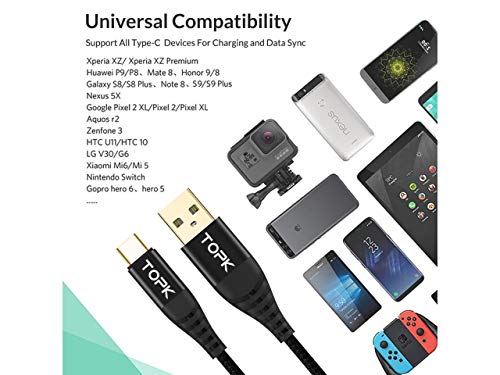 Universal Compatibility
Support All Type-C Devices For Charging and Data Sync
Xperia XZ/ Xperia XZ Premium
Huawei P9/P8、Mate 8、Honor 9/8
Galaxy S8/S8 Plus、Note 8、S9/S9 Plus
Nexus 5X
Google Pixel 2 XL/Pixel 2/Pixel XL
Aquos r2
Zenfone 3
HTC U11/HTC 10
LG V30/G6
Xiaomi Mi6/Mi 5
Nintendo Switch
Gopro hero 6、hero 5
......
TOPK
TOPK
nexus
GoPro